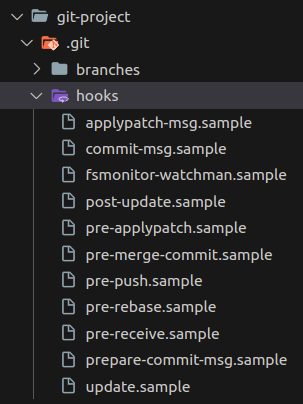 git-project
.git
branches
hooks
applypatch-msg.sample
commit-msg.sample
fsmonitor-watchman.sample
post-update.sample
pre-applypatch.sample
pre-merge-commit.sample
pre-push.sample
pre-rebase.sample
pre-receive.sample
prepare-commit-msg.sample
update.sample